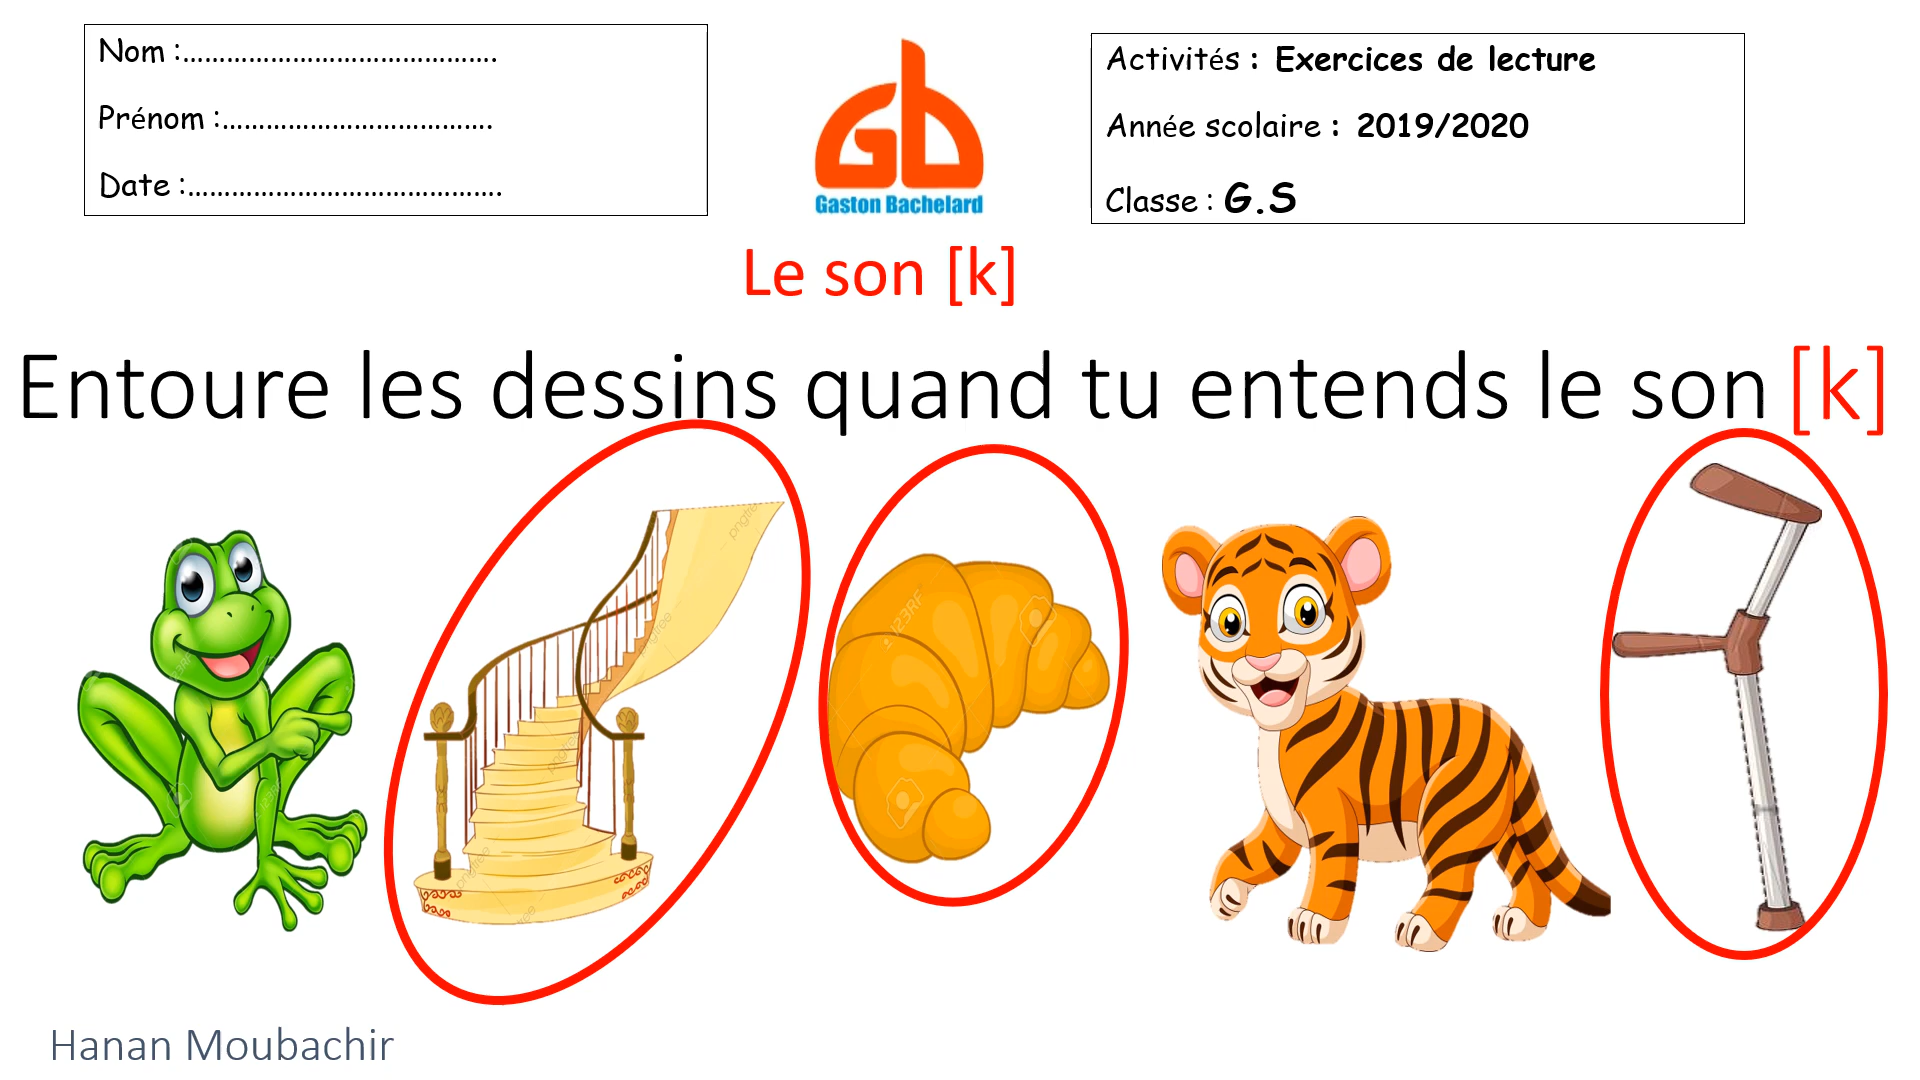 Nom :……………………………………
Prénom :………………………………
Date :……………………………………
Gaston Bachelard
Activités : Exercices de lecture
Année scolaire : 2019/2020
Classe : G.S
Le son [k]
Entoure les dessins quand tu entends le son [k]
Hanan Moubachir